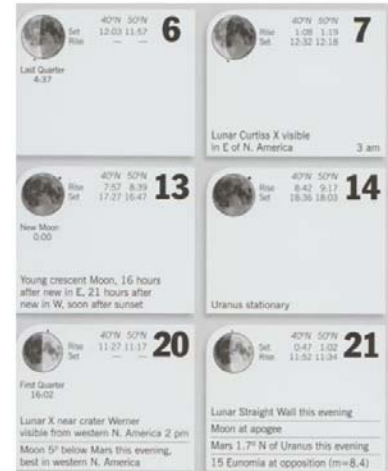 40°N 50°N
Set 12:03 11:57
Rise — —
6
Last Quarter
4:37
40°N 50°N
Rise 1:08 1:19
Set 12:32 12:18
7
Lunar Curtiss X visible
in E of N. America 3 am
40°N 50°N
Rise 7:57 8:39
Set 17:27 16:47
13
New Moon
0:00
Young crescent Moon, 16 hours
after new in E, 21 hours after
new in W, soon after sunset
40°N 50°N
Rise 8:42 9:17
Set 18:36 18:03
14
Uranus stationary
40°N 50°N
Rise 11:27 11:17
Set — —
20
First Quarter
16:02
Lunar X near crater Werner
visible from western N. America 2 pm
Moon 5° below Mars this evening,
best in western N. America
40°N 50°N
Set 0:47 1:02
Rise 11:52 11:34
21
Lunar Straight Wall this evening
Moon at apogee
Mars 1.7° N of Uranus this evening
15 Eunomia at opposition (m=8.4)